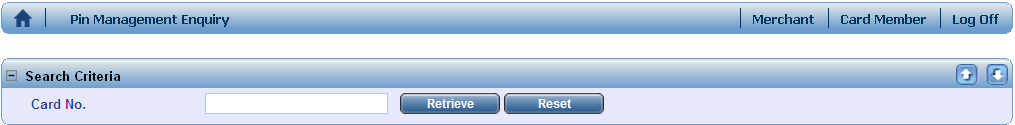 Pin Management Enquiry Merchant Card Member Log Off
Search Criteria
Card No. Retrieve Reset